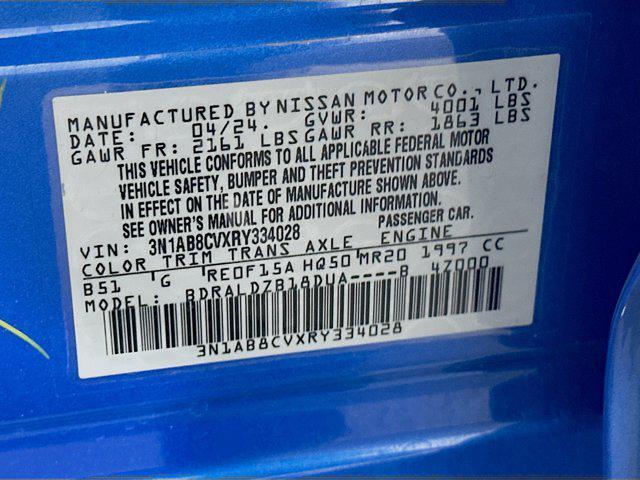 MANUFACTURED BY NISSAN MOTOR CO., LTD.
DATE: 04/24. GVWR: 4001 LBS
GAWR FR: 2161 LBS GAWR RR: 1863 LBS
THIS VEHICLE CONFORMS TO ALL APPLICABLE FEDERAL MOTOR
VEHICLE SAFETY, BUMPER AND THEFT PREVENTION STANDARDS
IN EFFECT ON THE DATE OF MANUFACTURE SHOWN ABOVE.
SEE OWNER'S MANUAL FOR ADDITIONAL INFORMATION.
VIN: 3N1AB8CVXRY334028 PASSENGER CAR.
COLOR TRIM TRANS AXLE ENGINE
B51 G RE0F15A HQ50 MR20 1997 CC
MODEL: BDRALDZB18DUA----B 4Z000
3N1AB8CVXRY334028